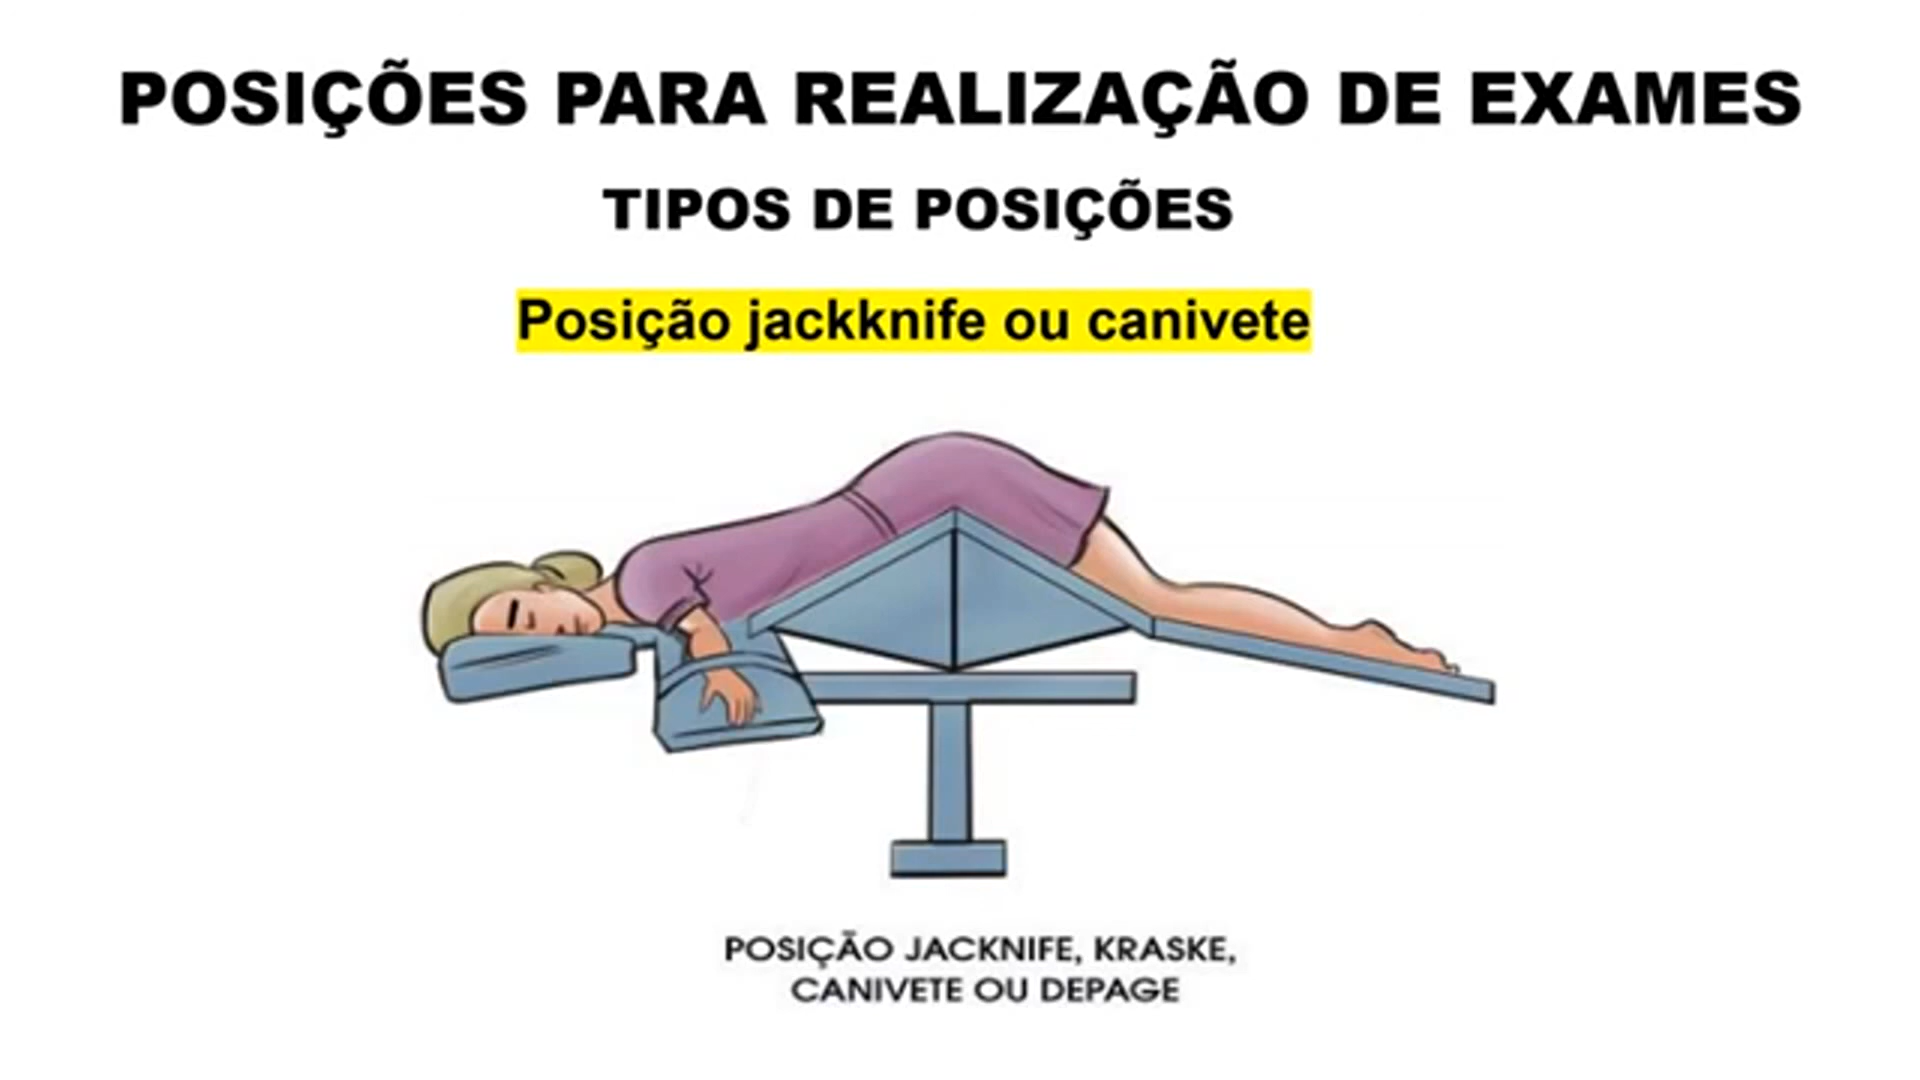 POSIÇÕES PARA REALIZAÇÃO DE EXAMES
TIPOS DE POSIÇÕES
Posição jackknife ou canivete
POSIÇÃO JACKNIFE, KRASKE,
CANIVETE OU DEPAGE